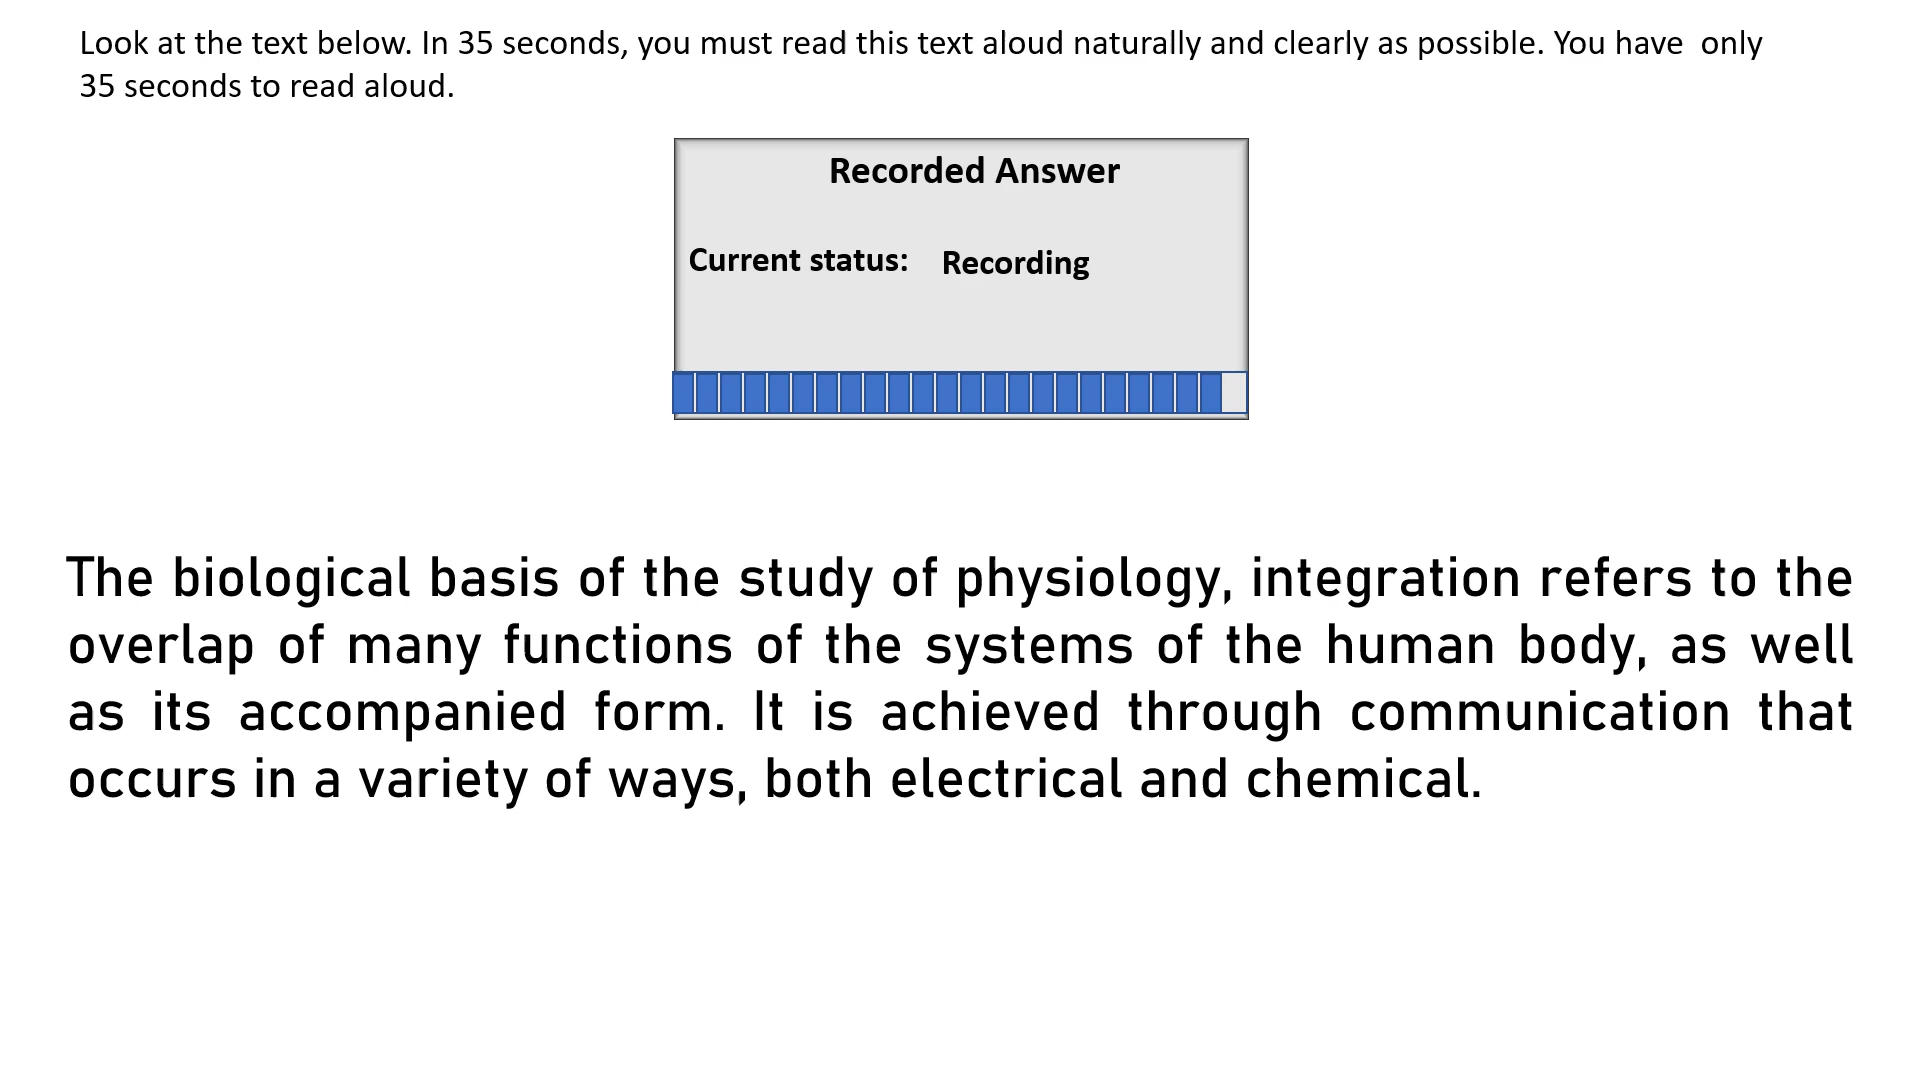 Look at the text below. In 35 seconds, you must read this text aloud naturally and clearly as possible. You have  only
35 seconds to read aloud.
Recorded Answer
Current status: Recording
The biological basis of the study of physiology, integration refers to the
overlap of many functions of the systems of the human body, as well
as its accompanied form. It is achieved through communication that
occurs in a variety of ways, both electrical and chemical.